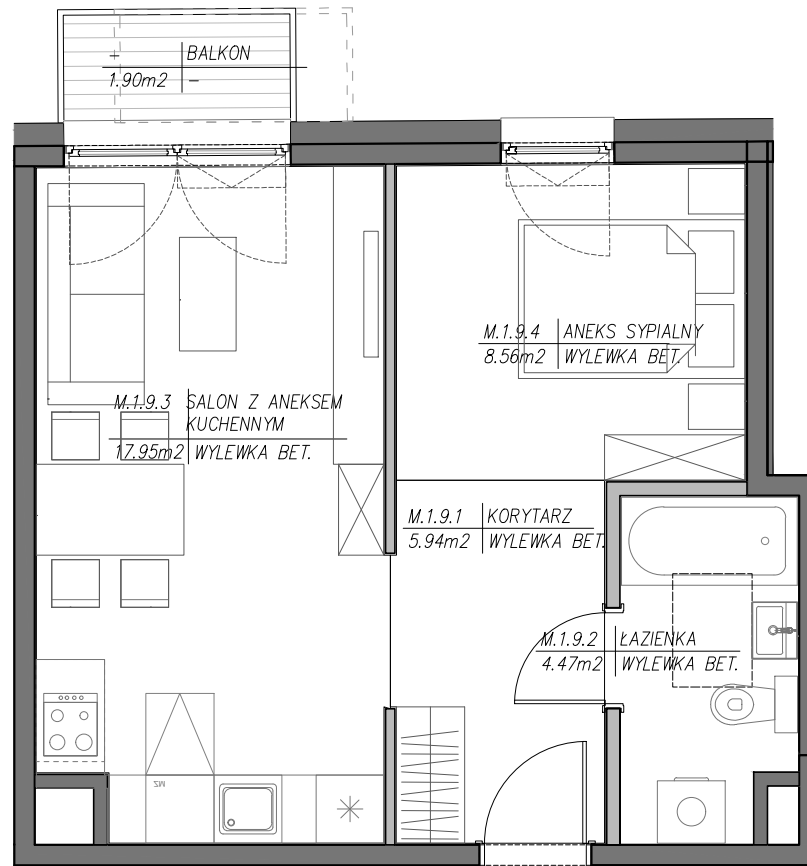 - BALKON
1.90m2 -
M.1.9.4 ANEKS SYPIALNY
8.56m2 WYLEWKA BET.
M.1.9.3 SALON Z ANEKSEM
KUCHENNYM
17.95m2 WYLEWKA BET.
M.1.9.1 KORYTARZ
5.94m2 WYLEWKA BET.
M.1.9.2 ŁAZIENKA
4.47m2 WYLEWKA BET.
ZM